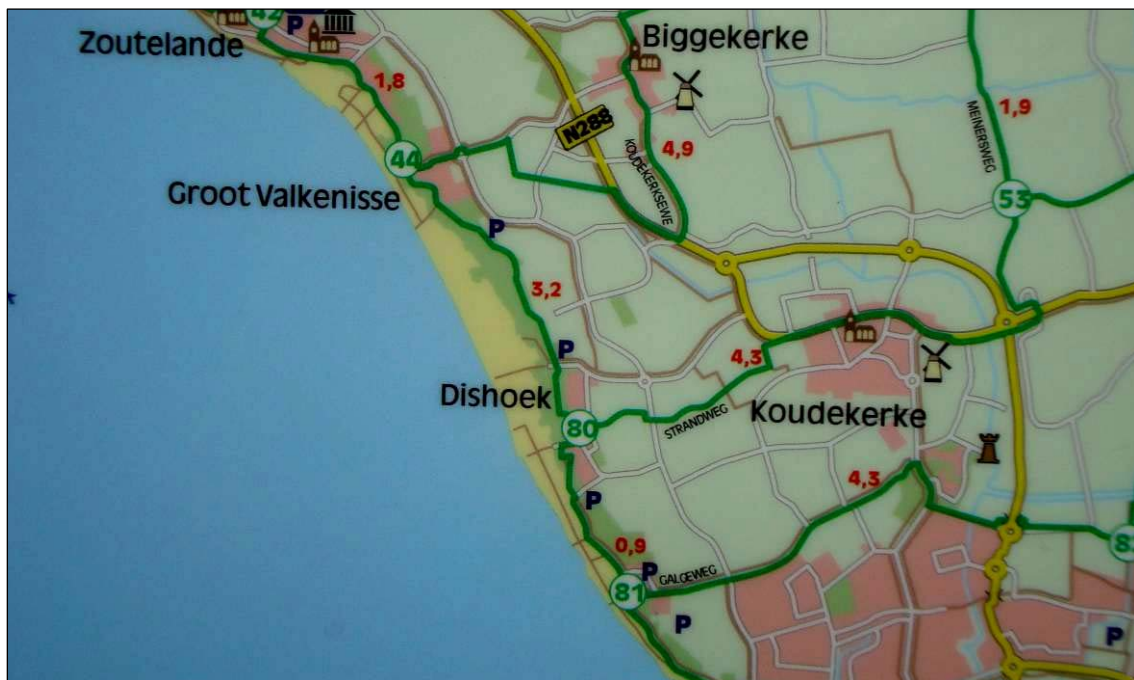 42
P
Zoutelande
Biggekerke
1,8
N288
4,9
KOUDEKERKSEWE
1,9
MEINERSWEG
44
53
Groot Valkenisse
P
3,2
P
4,3
Dishoek
Koudekerke
80
STRANDWEG
4,3
P
0,9
P
GALGEWEG
81
P
P